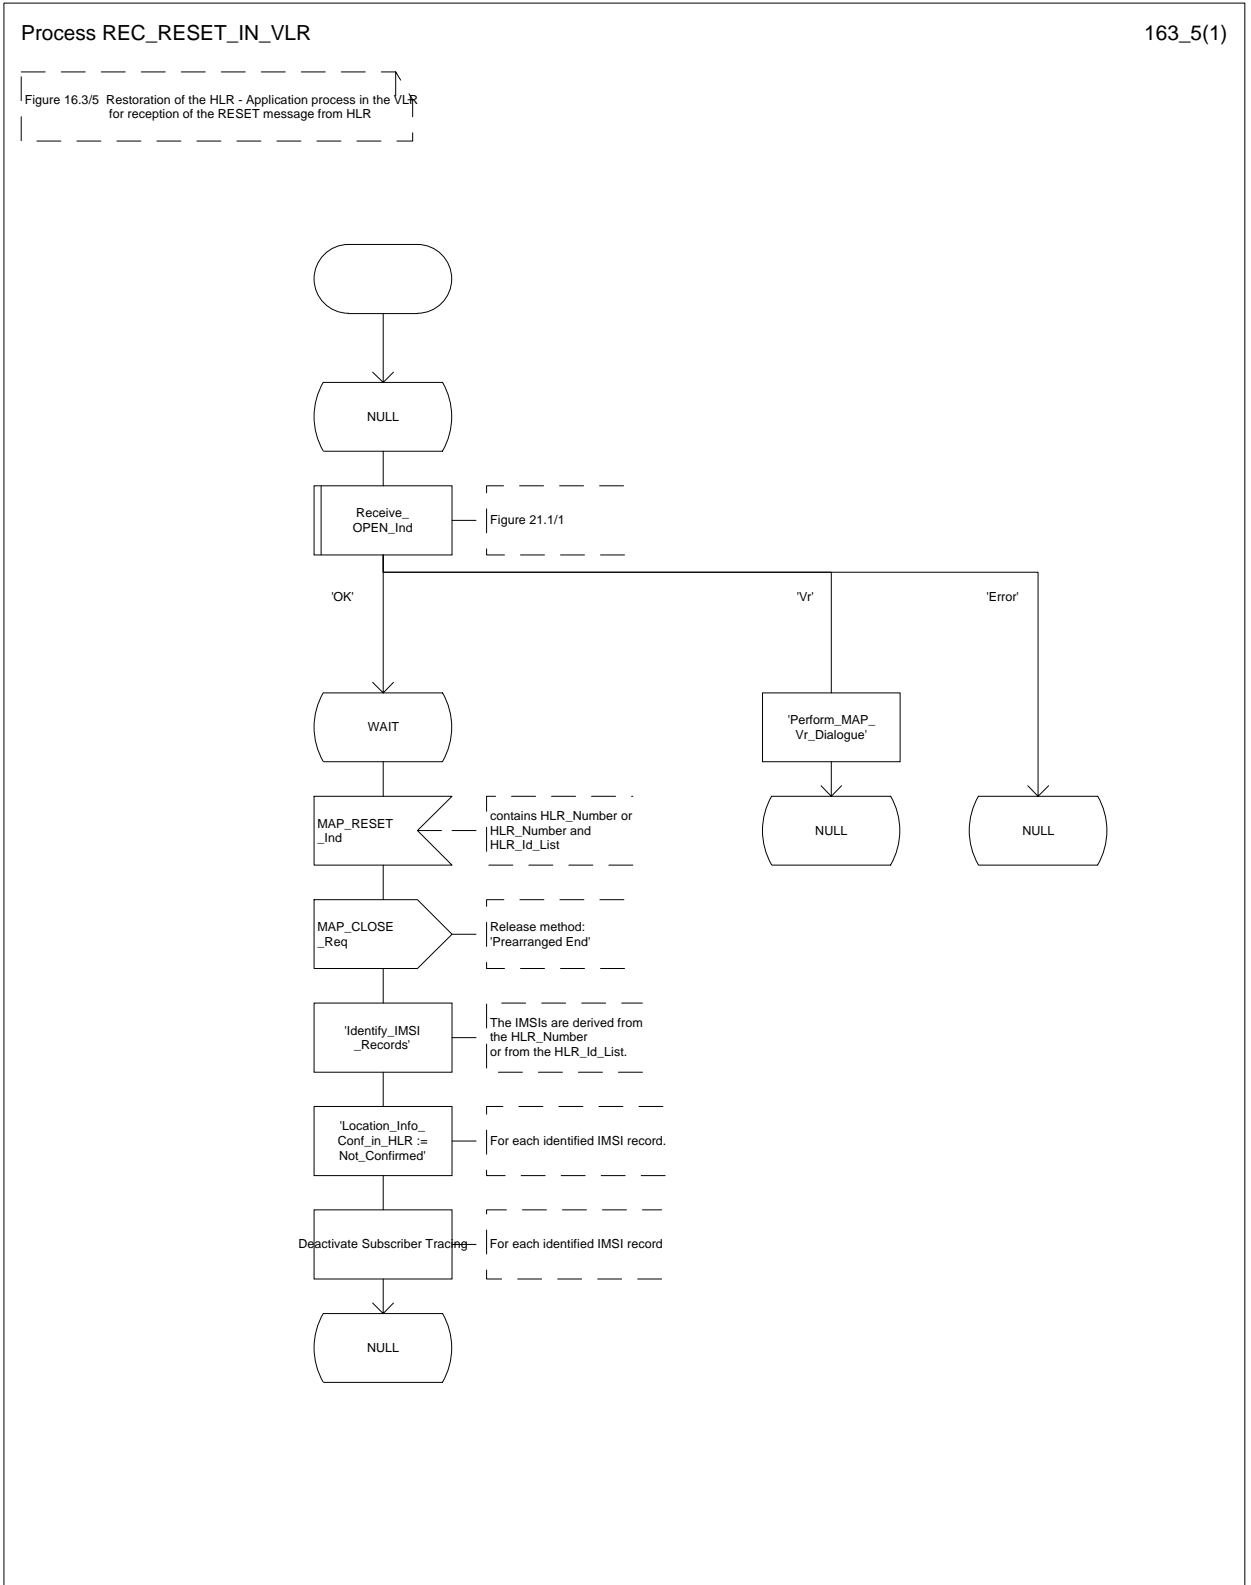 Process REC_RESET_IN_VLR
163_5(1)
Figure 16.3/5 Restoration of the HLR - Application process in the VLR
for reception of the RESET message from HLR
NULL
Receive_
OPEN_Ind
Figure 21.1/1
'OK'
'Vr'
'Error'
WAIT
'Perform_MAP_
Vr_Dialogue'
MAP_RESET
_Ind
contains HLR_Number or
HLR_Number and
HLR_Id_List
NULL
NULL
MAP_CLOSE
_Req
Release method:
'Prearranged End'
'Identify_IMSI
_Records'
The IMSIs are derived from
the HLR_Number
or from the HLR_Id_List.
'Location_Info_
Conf_in_HLR :=
Not_Confirmed'
For each identified IMSI record.
Deactivate Subscriber Tracing
For each identified IMSI record
NULL